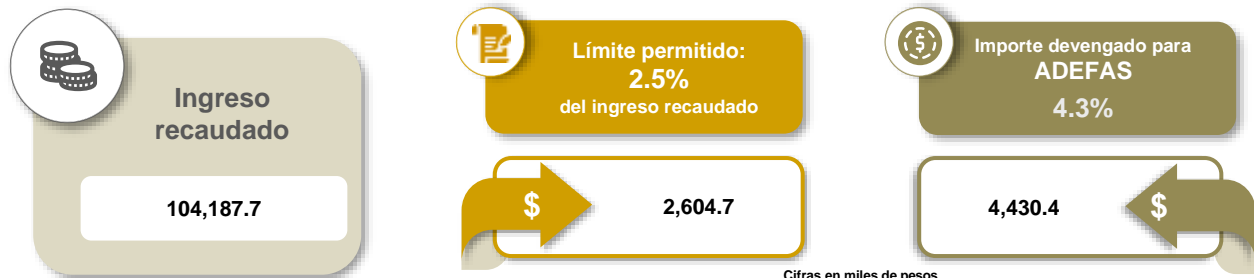 Ingreso
recaudado
104,187.7
Límite permitido:
2.5%
del ingreso recaudado
$
2,604.7
Importe devengado para
ADEFAS
4.3%
4,430.4
$
Cifras en miles de pesos